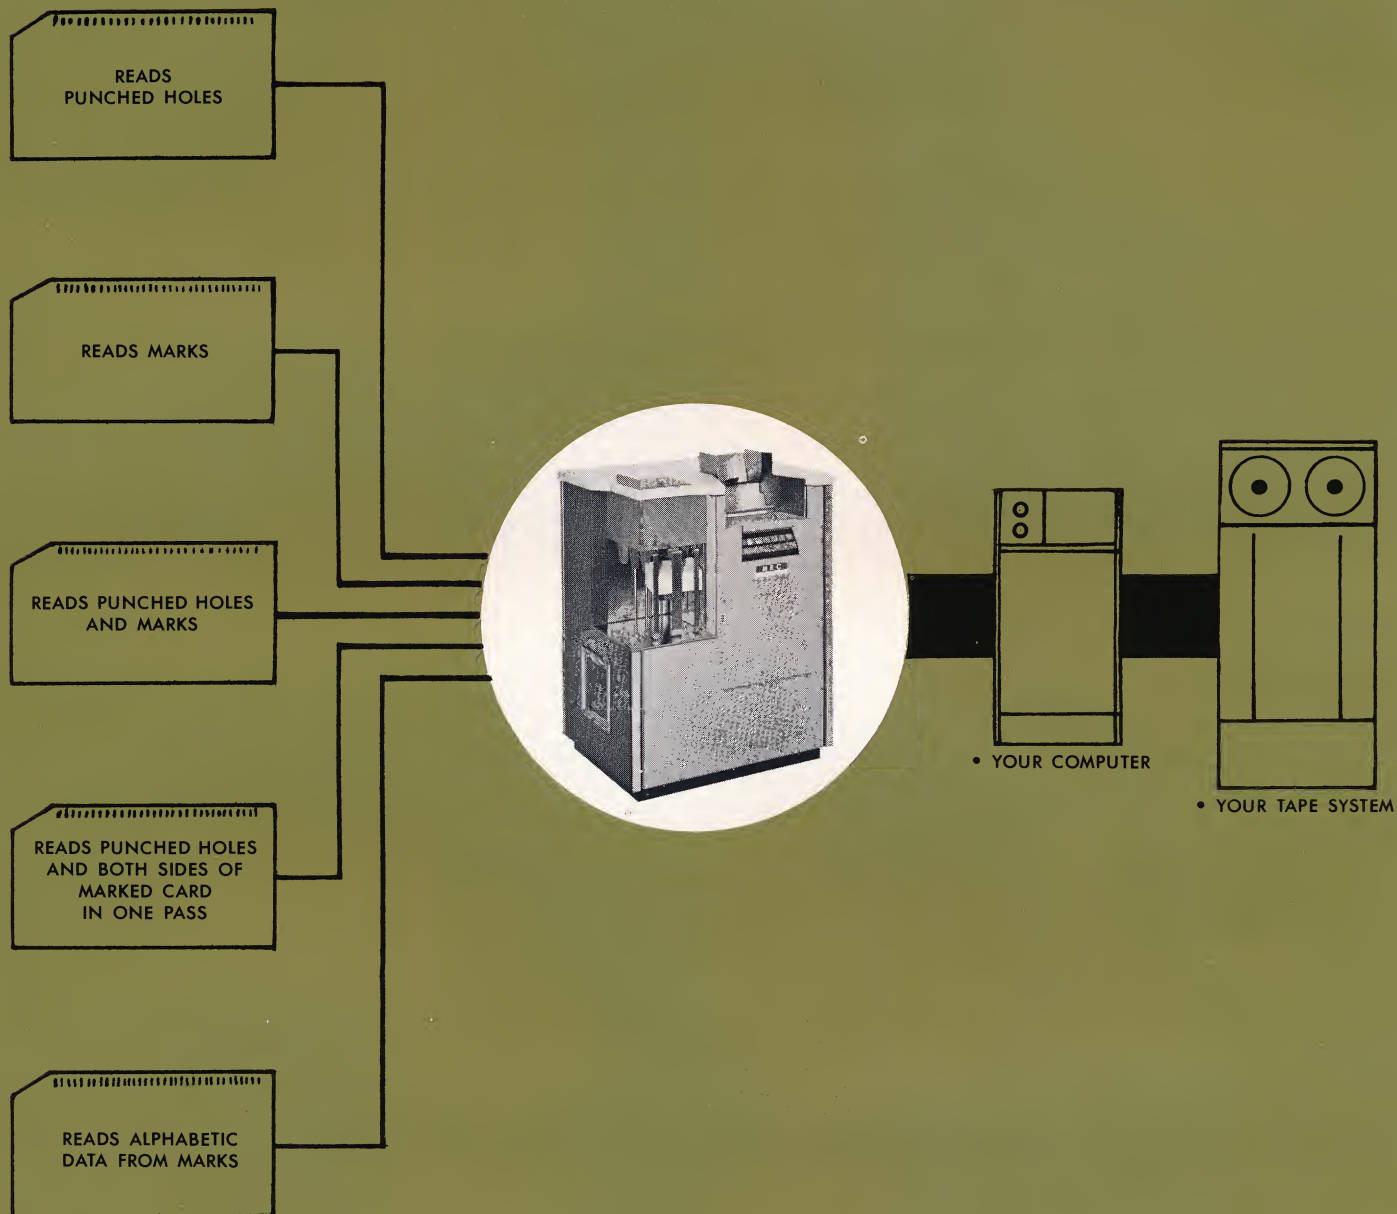 READS
PUNCHED HOLES
READS MARKS
READS PUNCHED HOLES
AND MARKS
READS PUNCHED HOLES
AND BOTH SIDES OF
MARKED CARD
IN ONE PASS
READS ALPHABETIC
DATA FROM MARKS
MRC
• YOUR COMPUTER
• YOUR TAPE SYSTEM